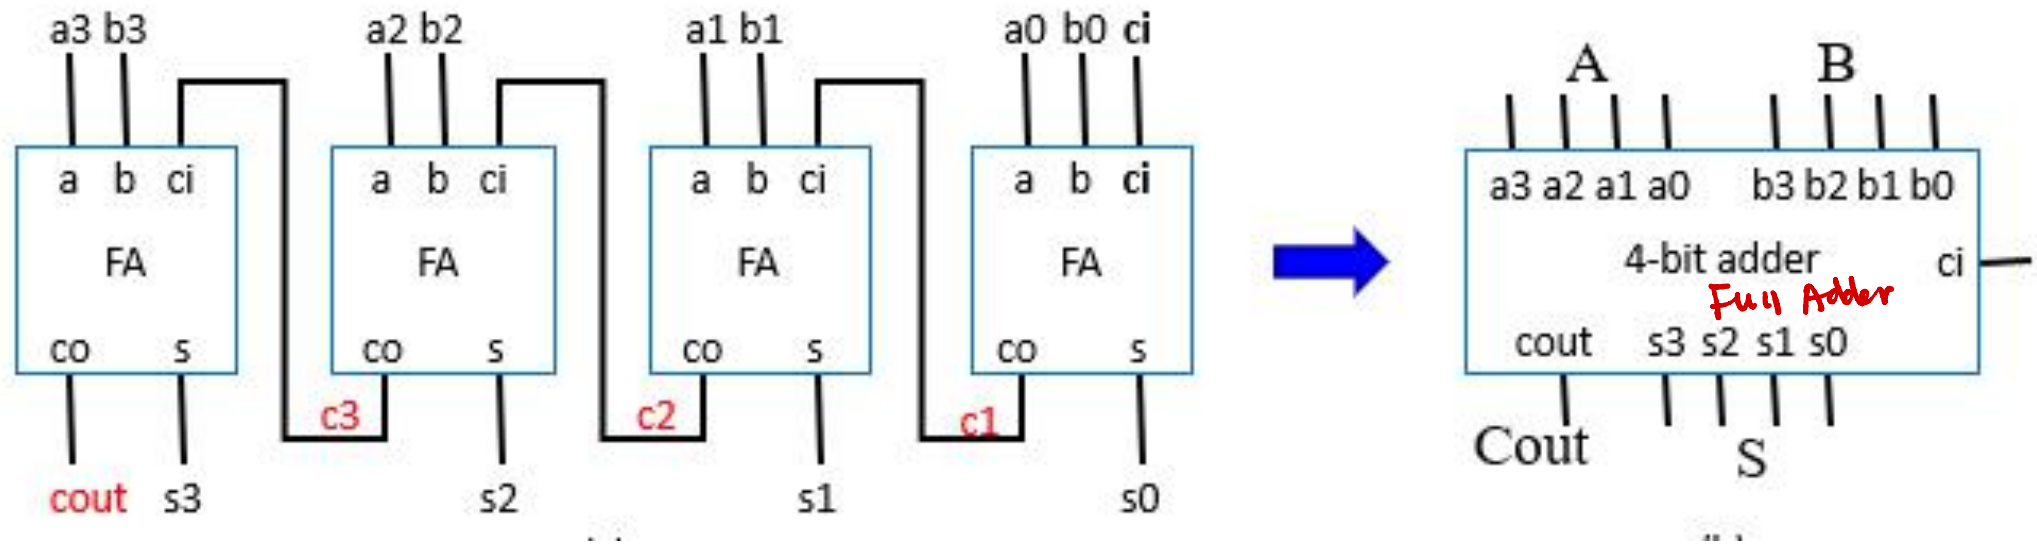 a3 b3
a2 b2
a1 b1
a0 b0 ci
a b ci
FA
co s
a b ci
FA
co s
a b ci
FA
co s
a b ci
FA
co s
c3
c2
c1
cout s3
s2
s1
s0
A B
a3 a2 a1 a0 b3 b2 b1 b0
4-bit adder
ci
Full Adder
cout s3 s2 s1 s0
Cout
S